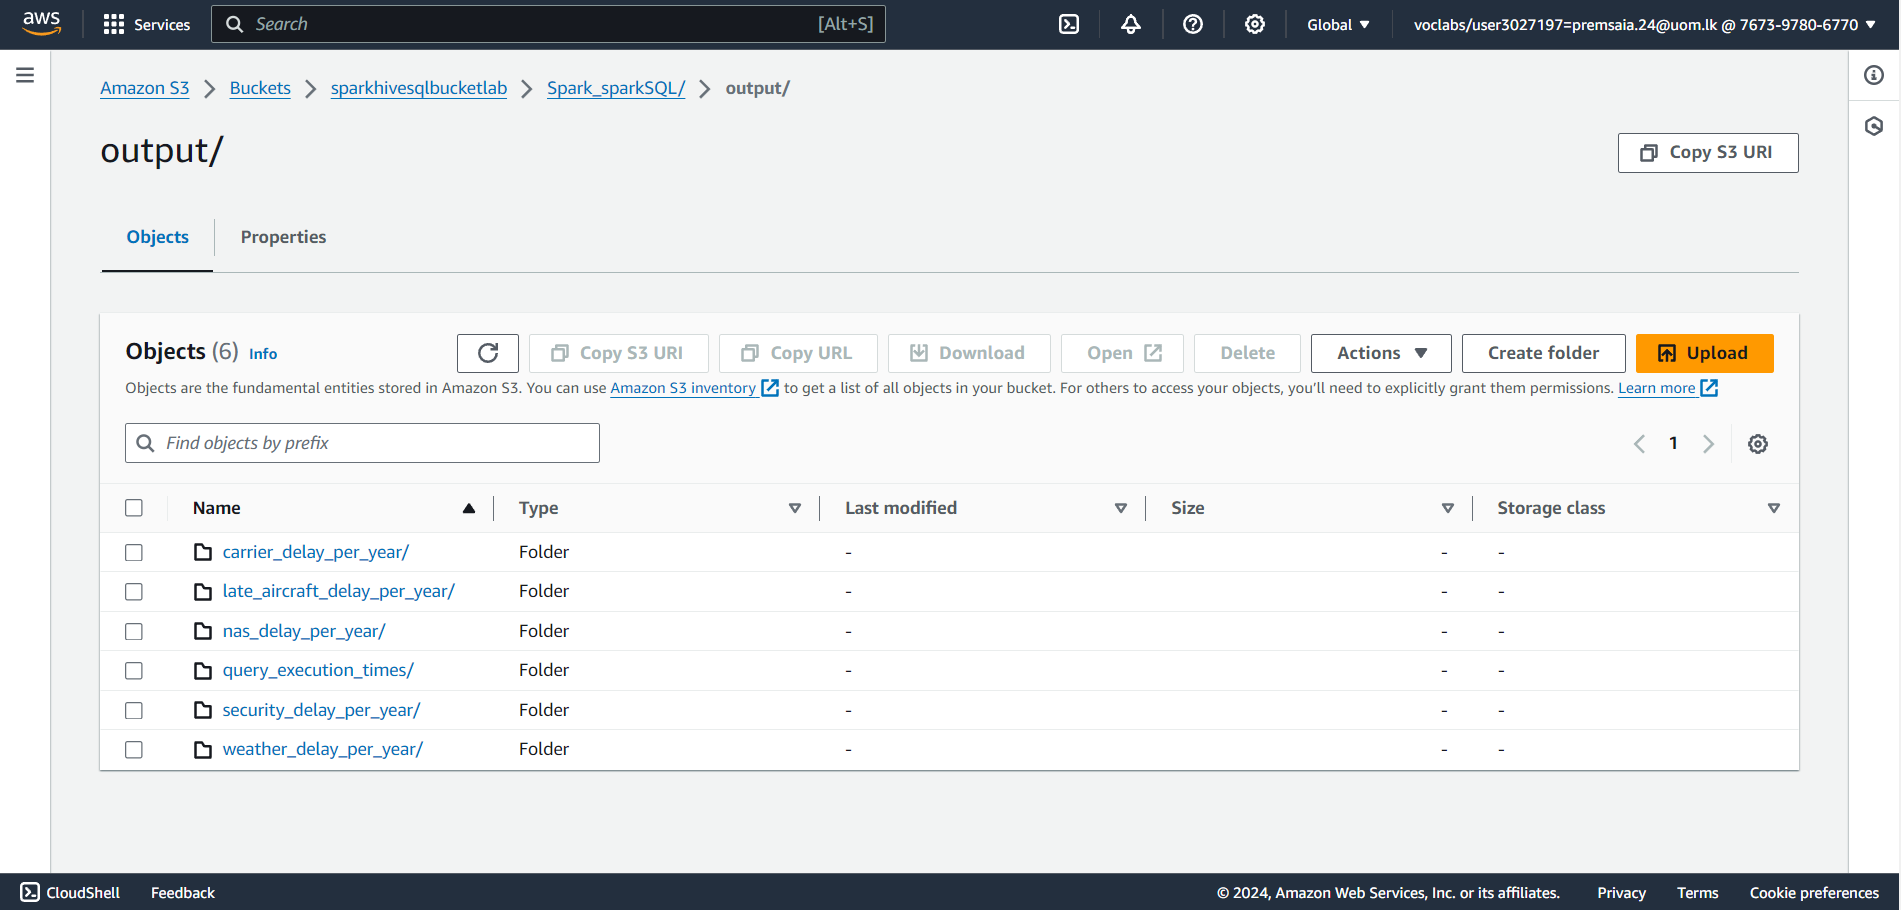 aws Services Search [Alt+S] Global voclabs/user3027197=premsaia.24@uom.lk @ 7673-9780-6770
Amazon S3 Buckets sparkhivesqlbucketlab Spark_sparkSQL/ output/
output/
Copy S3 URI
Objects Properties
Objects (6) Info Copy S3 URI Copy URL Download Open Delete Actions Create folder Upload
Objects are the fundamental entities stored in Amazon S3. You can use Amazon S3 inventory to get a list of all objects in your bucket. For others to access your objects, you'll need to explicitly grant them permissions. Learn more
Find objects by prefix 1
Name Type Last modified Size Storage class
carrier_delay_per_year/ Folder - - -
late_aircraft_delay_per_year/ Folder - - -
nas_delay_per_year/ Folder - - -
query_execution_times/ Folder - - -
security_delay_per_year/ Folder - - -
weather_delay_per_year/ Folder - - -
CloudShell Feedback © 2024, Amazon Web Services, Inc. or its affiliates. Privacy Terms Cookie preferences